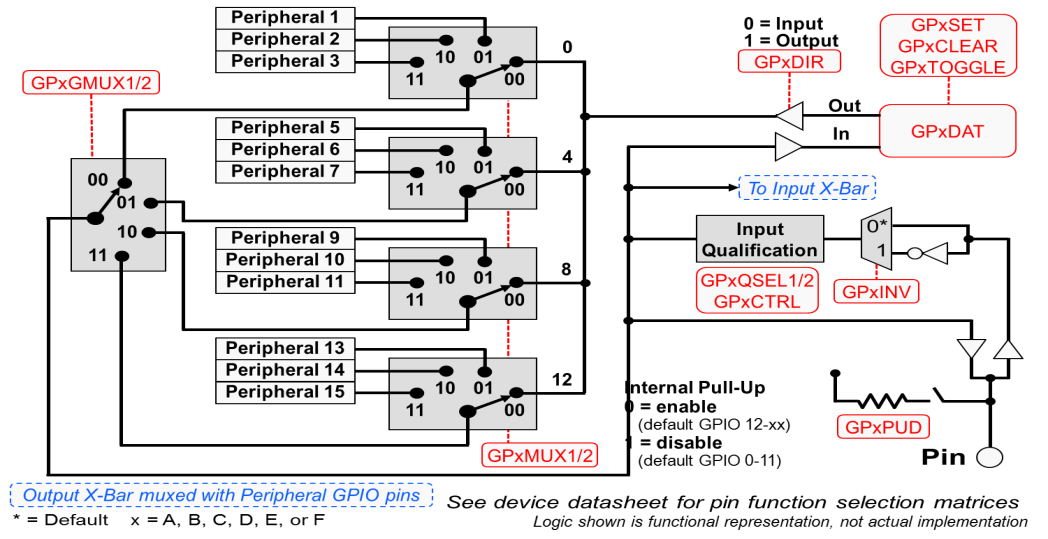 Peripheral 1
Peripheral 2
Peripheral 3
10
01
11
00
0
GPxGMUX1/2
Peripheral 5
Peripheral 6
Peripheral 7
10
01
11
00
4
00
01
10
11
Peripheral 9
Peripheral 10
Peripheral 11
10
01
11
00
8
Peripheral 13
Peripheral 14
Peripheral 15
10
01
11
00
12
GPxMUX1/2
0 = Input
1 = Output
GPxDIR
GPxSET
GPxCLEAR
GPxTOGGLE
Out
In
GPxDAT
To Input X-Bar
Input
Qualification
GPxQSEL1/2
GPxCTRL
0*
1
GPxINV
Internal Pull-Up
0 = enable
(default GPIO 12-xx)
1 = disable
(default GPIO 0-11)
GPxPUD
Pin
Output X-Bar muxed with Peripheral GPIO pins
* = Default x = A, B, C, D, E, or F
See device datasheet for pin function selection matrices
Logic shown is functional representation, not actual implementation